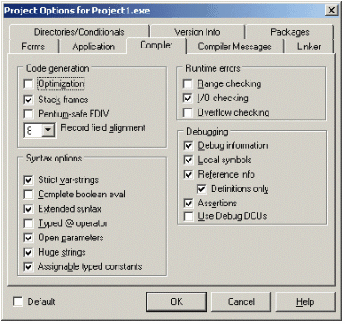 Project Options for Project1.exe
Directories/Conditionals
Version Info
Packages
Forms
Application
Compiler
Compiler Messages
Linker
Code generation
Optimization
Stack frames
Pentium-safe FDIV
8
Record field alignment
Syntax options
Strict var-strings
Complete boolean eval
Extended syntax
Typed @ operator
Open parameters
Huge strings
Assignable typed constants
Runtime errors
Range checking
I/O checking
Overflow checking
Debugging
Debug information
Local symbols
Reference info
Definitions only
Assertions
Use Debug DCUs
Default
OK
Cancel
Help